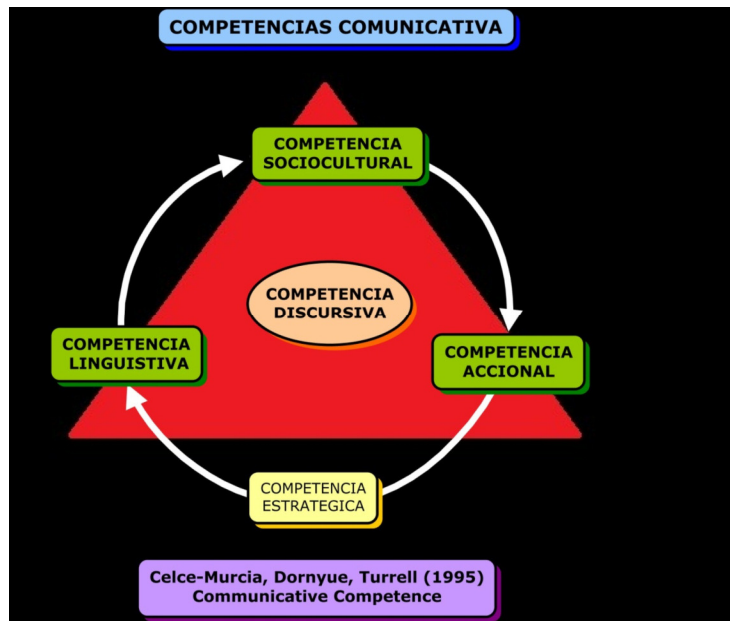 COMPETENCIAS COMUNICATIVA
COMPETENCIA
SOCIOCULTURAL
COMPETENCIA
DISCURSIVA
COMPETENCIA
LINGUISTIVA
COMPETENCIA
ACCIONAL
COMPETENCIA
ESTRATEGICA
Celce-Murcia, Dornyue, Turrell (1995)
Communicative Competence